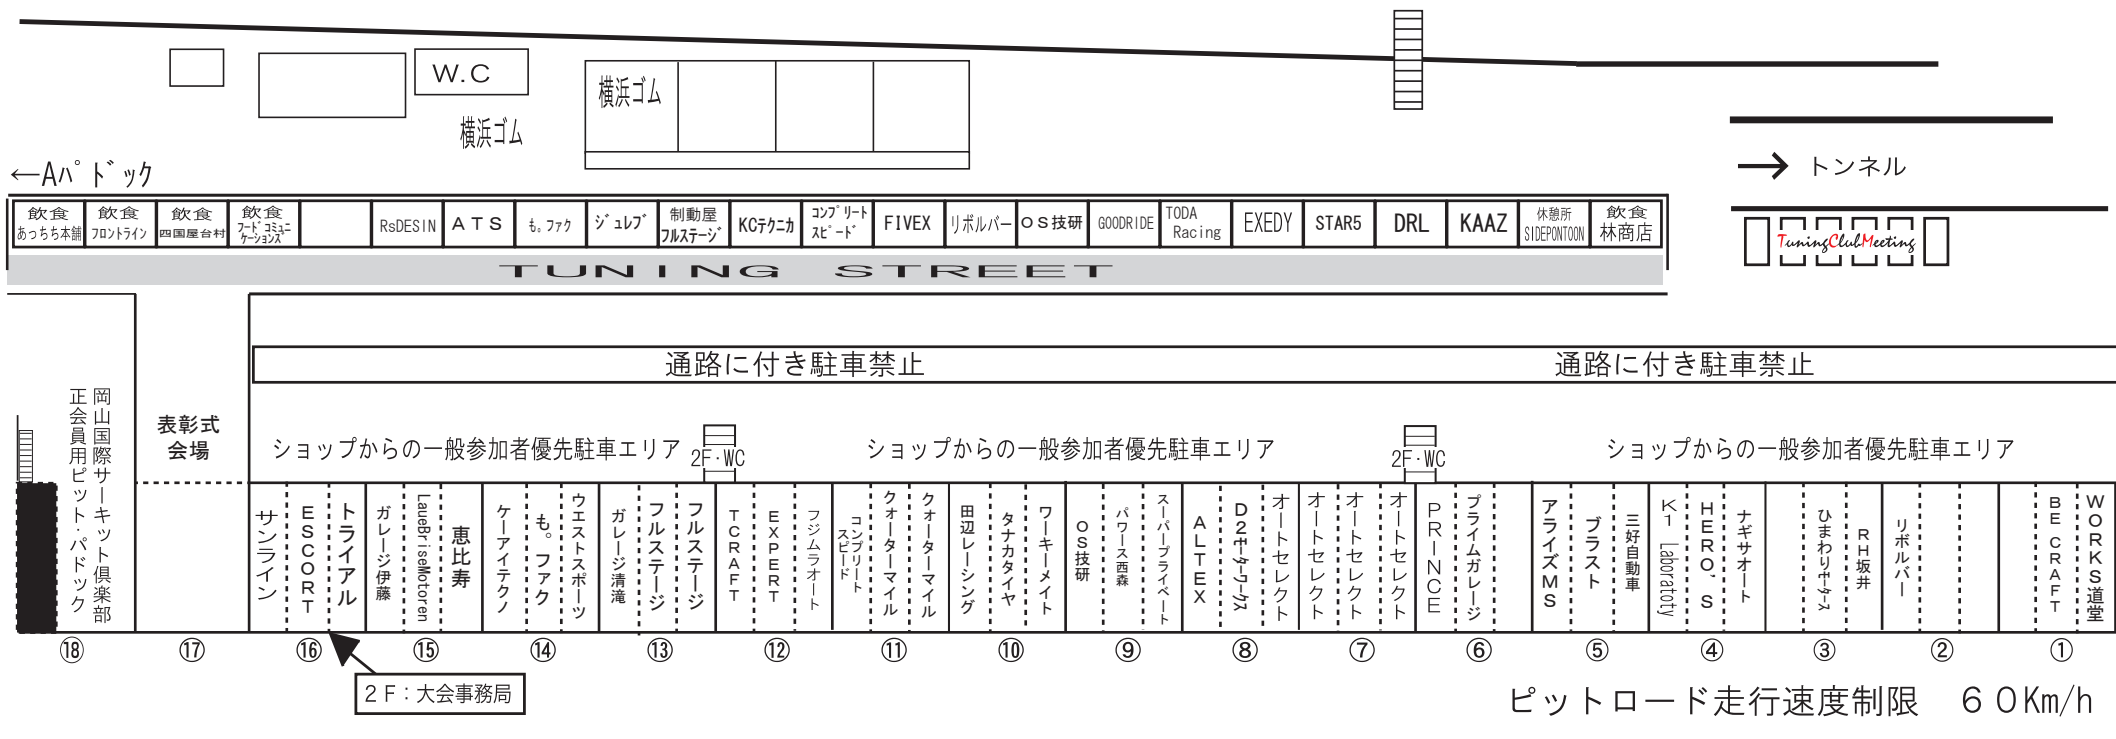 W.C
横浜ゴム
横浜ゴム
←Aパドック
→ トンネル
飲食
あっちち本舗
飲食
フロントライン
飲食
四国屋台村
飲食
フードコミュニ
ケーションズ
RsDESIN
ATS
も。ファク
ジュレブ
制動屋
フルステージ
KCテクニカ
コンプリート
スピード
FIVEX
リボルバー
OS技研
GOODRIDE
TODA
Racing
EXEDY
STAR5
DRL
KAAZ
休憩所
SIDEPONTOON
飲食
林商店
TuningClubMeeting
TUNING STREET
通路に付き駐車禁止
通路に付き駐車禁止
岡山国際サーキット倶楽部
正会員用ピット・パドック
表彰式
会場
ショップからの一般参加者優先駐車エリア
2F・WC
ショップからの一般参加者優先駐車エリア
2F・WC
ショップからの一般参加者優先駐車エリア
サンライン
ESCORT
トライアル
ガレージ伊藤
LaueBriseMotoren
恵比寿
ケーアイテクノ
も。ファク
ウエストスポーツ
ガレージ清滝
フルステージ
フルステージ
TCRAFT
EXPERT
フジムラオート
コンプリート
スピード
クォーターマイル
クォーターマイル
田辺レーシング
タナカタイヤ
ワーキーメイト
OS技研
パワース西森
スーパープライベート
ALTEX
D2モーターワークス
オートセレクト
オートセレクト
オートセレクト
オートセレクト
PRINCE
プライムガレージ
アライズMS
ブラスト
三好自動車
K1 Laboratoty
HERO'S
ナギサオート
ひまわりモータース
RH坂井
リボルバー
BE CRAFT
WORKS道堂
⑱ ⑰ ⑯ ⑮ ⑭ ⑬ ⑫ ⑪ ⑩ ⑨ ⑧ ⑦ ⑥ ⑤ ④ ③ ② ①
2F：大会事務局
ピットロード走行速度制限　６０Km/h